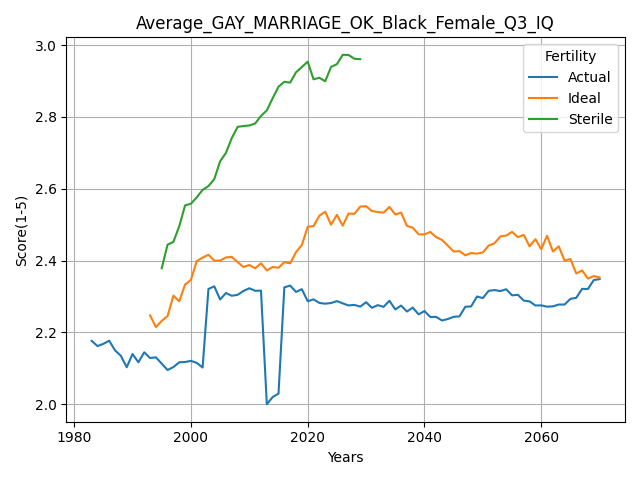 Average_GAY_MARRIAGE_OK_Black_Female_Q3_IQ
Score(1-5)
3.0
2.8
2.6
2.4
2.2
2.0
Fertility
Actual
Ideal
Sterile
1980
2000
2020
2040
2060
Years